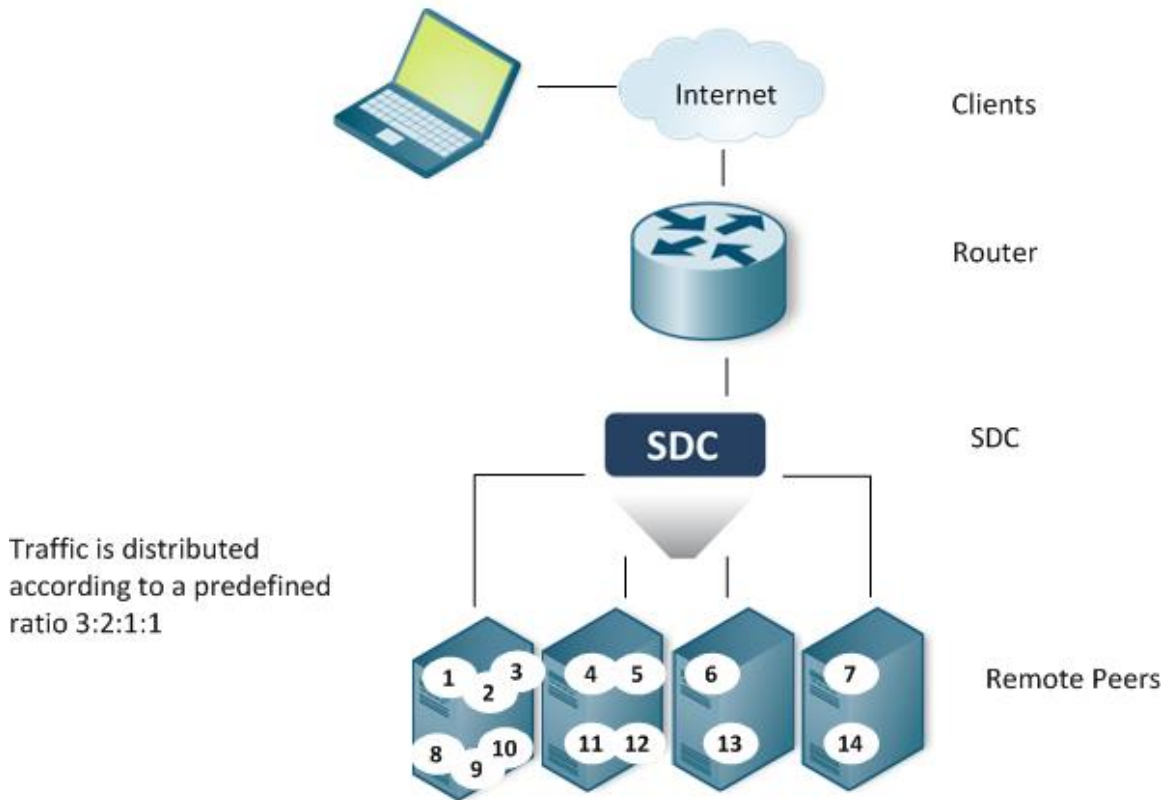 Internet
Clients
Router
SDC
SDC
Traffic is distributed
according to a predefined
ratio 3:2:1:1
1
2
3
4
5
6
7
Remote Peers
8
9
10
11
12
13
14